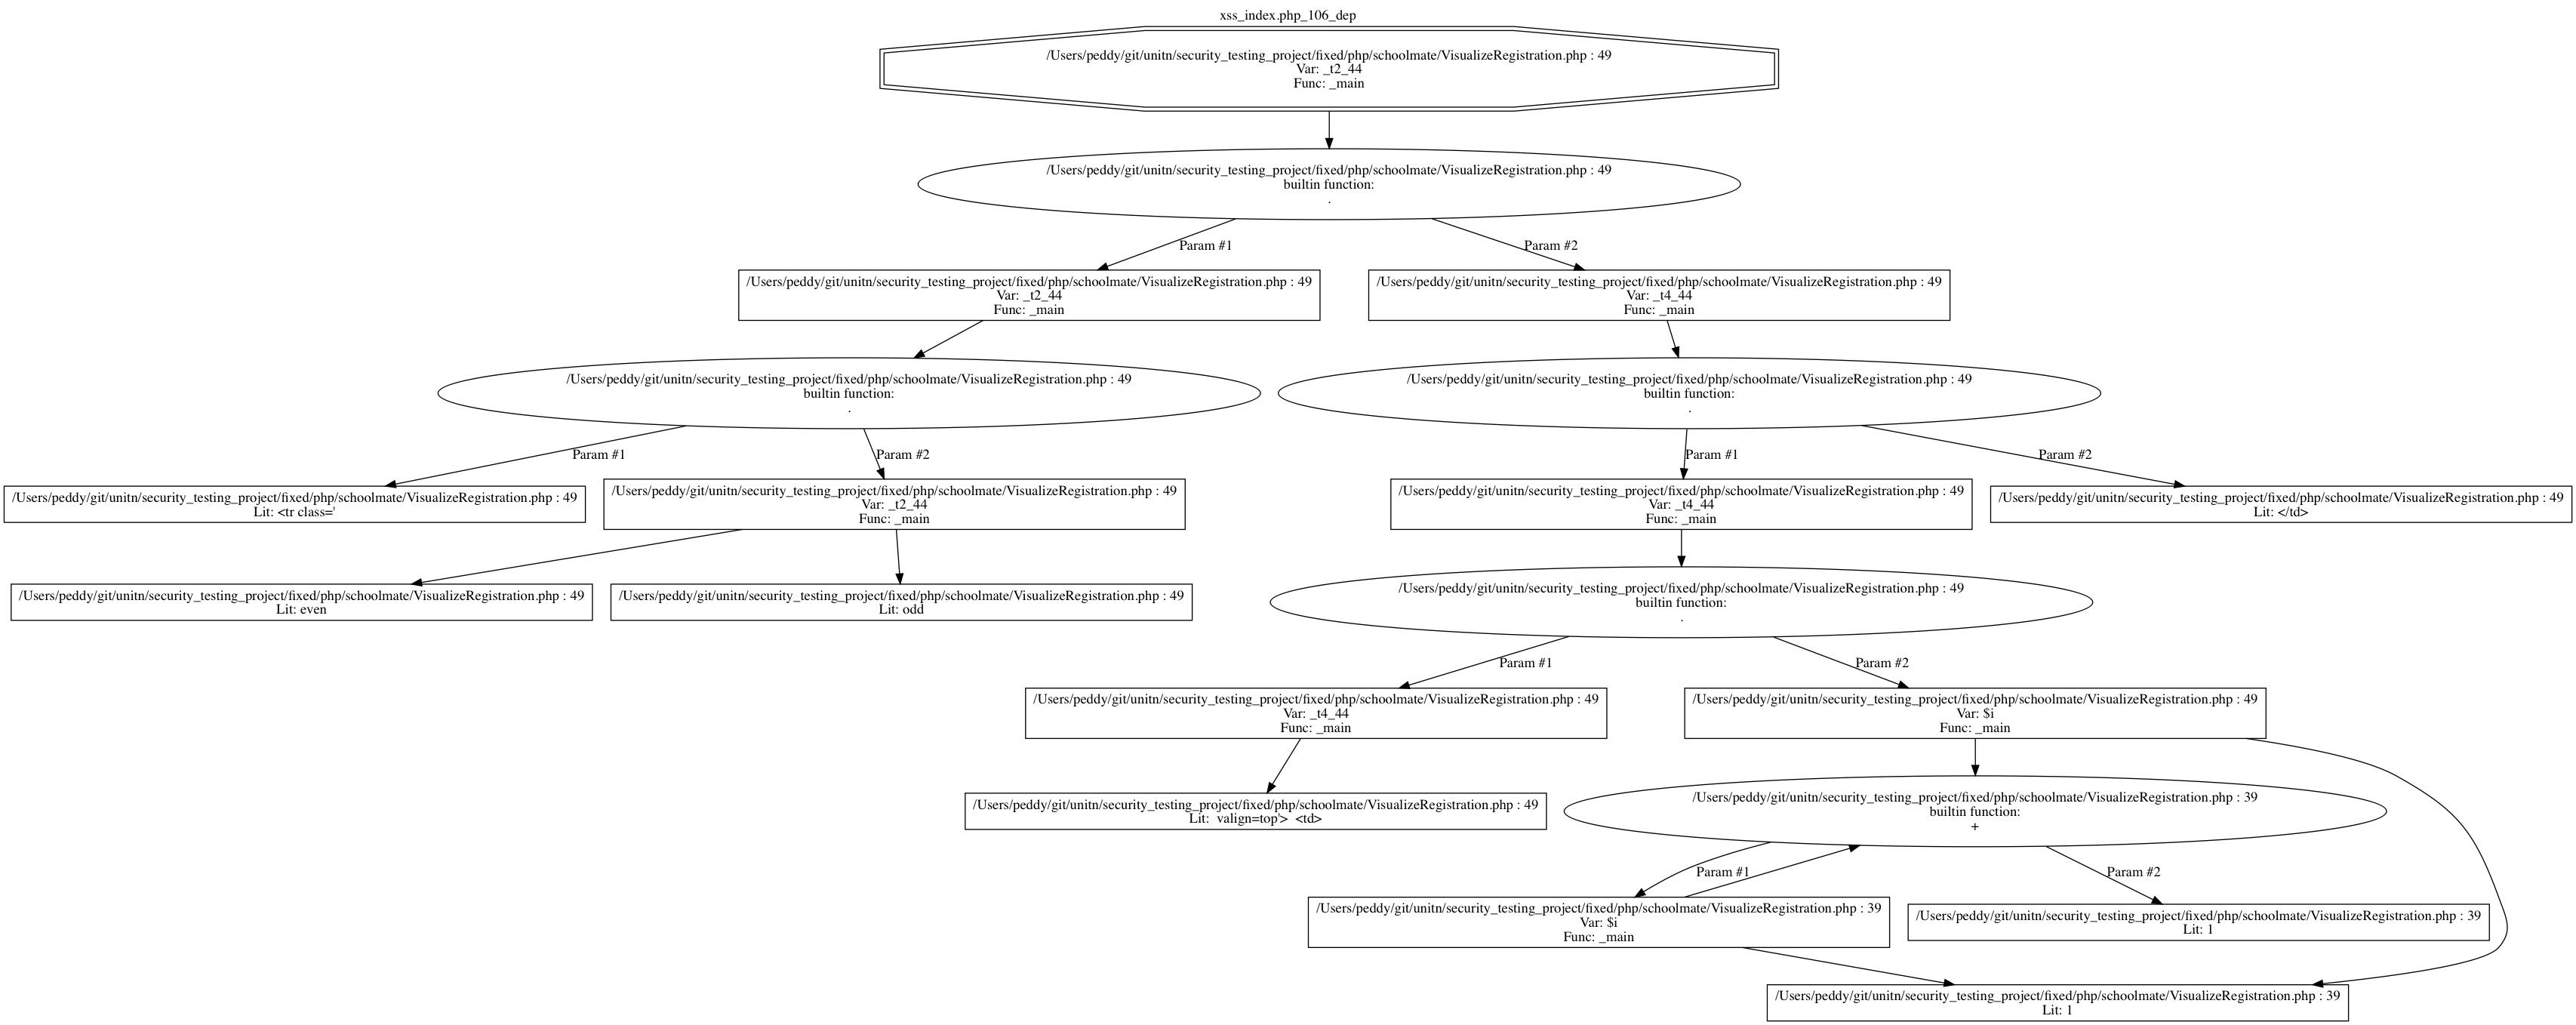 xss_index.php_106_dep
/Users/peddy/git/unitn/security_testing_project/fixed/php/schoolmate/VisualizeRegistration.php : 49
Var: _t2_44
Func: _main
/Users/peddy/git/unitn/security_testing_project/fixed/php/schoolmate/VisualizeRegistration.php : 49
builtin function:
.
Param #1
Param #2
/Users/peddy/git/unitn/security_testing_project/fixed/php/schoolmate/VisualizeRegistration.php : 49
Var: _t2_44
Func: _main
/Users/peddy/git/unitn/security_testing_project/fixed/php/schoolmate/VisualizeRegistration.php : 49
Var: _t4_44
Func: _main
/Users/peddy/git/unitn/security_testing_project/fixed/php/schoolmate/VisualizeRegistration.php : 49
builtin function:
.
/Users/peddy/git/unitn/security_testing_project/fixed/php/schoolmate/VisualizeRegistration.php : 49
builtin function:
.
Param #1
Param #2
Param #1
Param #2
/Users/peddy/git/unitn/security_testing_project/fixed/php/schoolmate/VisualizeRegistration.php : 49
Lit: <tr class='
/Users/peddy/git/unitn/security_testing_project/fixed/php/schoolmate/VisualizeRegistration.php : 49
Var: _t2_44
Func: _main
/Users/peddy/git/unitn/security_testing_project/fixed/php/schoolmate/VisualizeRegistration.php : 49
Var: _t4_44
Func: _main
/Users/peddy/git/unitn/security_testing_project/fixed/php/schoolmate/VisualizeRegistration.php : 49
Lit: </td>
/Users/peddy/git/unitn/security_testing_project/fixed/php/schoolmate/VisualizeRegistration.php : 49
Lit: even
/Users/peddy/git/unitn/security_testing_project/fixed/php/schoolmate/VisualizeRegistration.php : 49
Lit: odd
/Users/peddy/git/unitn/security_testing_project/fixed/php/schoolmate/VisualizeRegistration.php : 49
builtin function:
.
Param #1
Param #2
/Users/peddy/git/unitn/security_testing_project/fixed/php/schoolmate/VisualizeRegistration.php : 49
Var: _t4_44
Func: _main
/Users/peddy/git/unitn/security_testing_project/fixed/php/schoolmate/VisualizeRegistration.php : 49
Var: $i
Func: _main
/Users/peddy/git/unitn/security_testing_project/fixed/php/schoolmate/VisualizeRegistration.php : 49
Lit:  valign=top'>  <td>
/Users/peddy/git/unitn/security_testing_project/fixed/php/schoolmate/VisualizeRegistration.php : 39
builtin function:
+
Param #1
Param #2
/Users/peddy/git/unitn/security_testing_project/fixed/php/schoolmate/VisualizeRegistration.php : 39
Var: $i
Func: _main
/Users/peddy/git/unitn/security_testing_project/fixed/php/schoolmate/VisualizeRegistration.php : 39
Lit: 1
/Users/peddy/git/unitn/security_testing_project/fixed/php/schoolmate/VisualizeRegistration.php : 39
Lit: 1